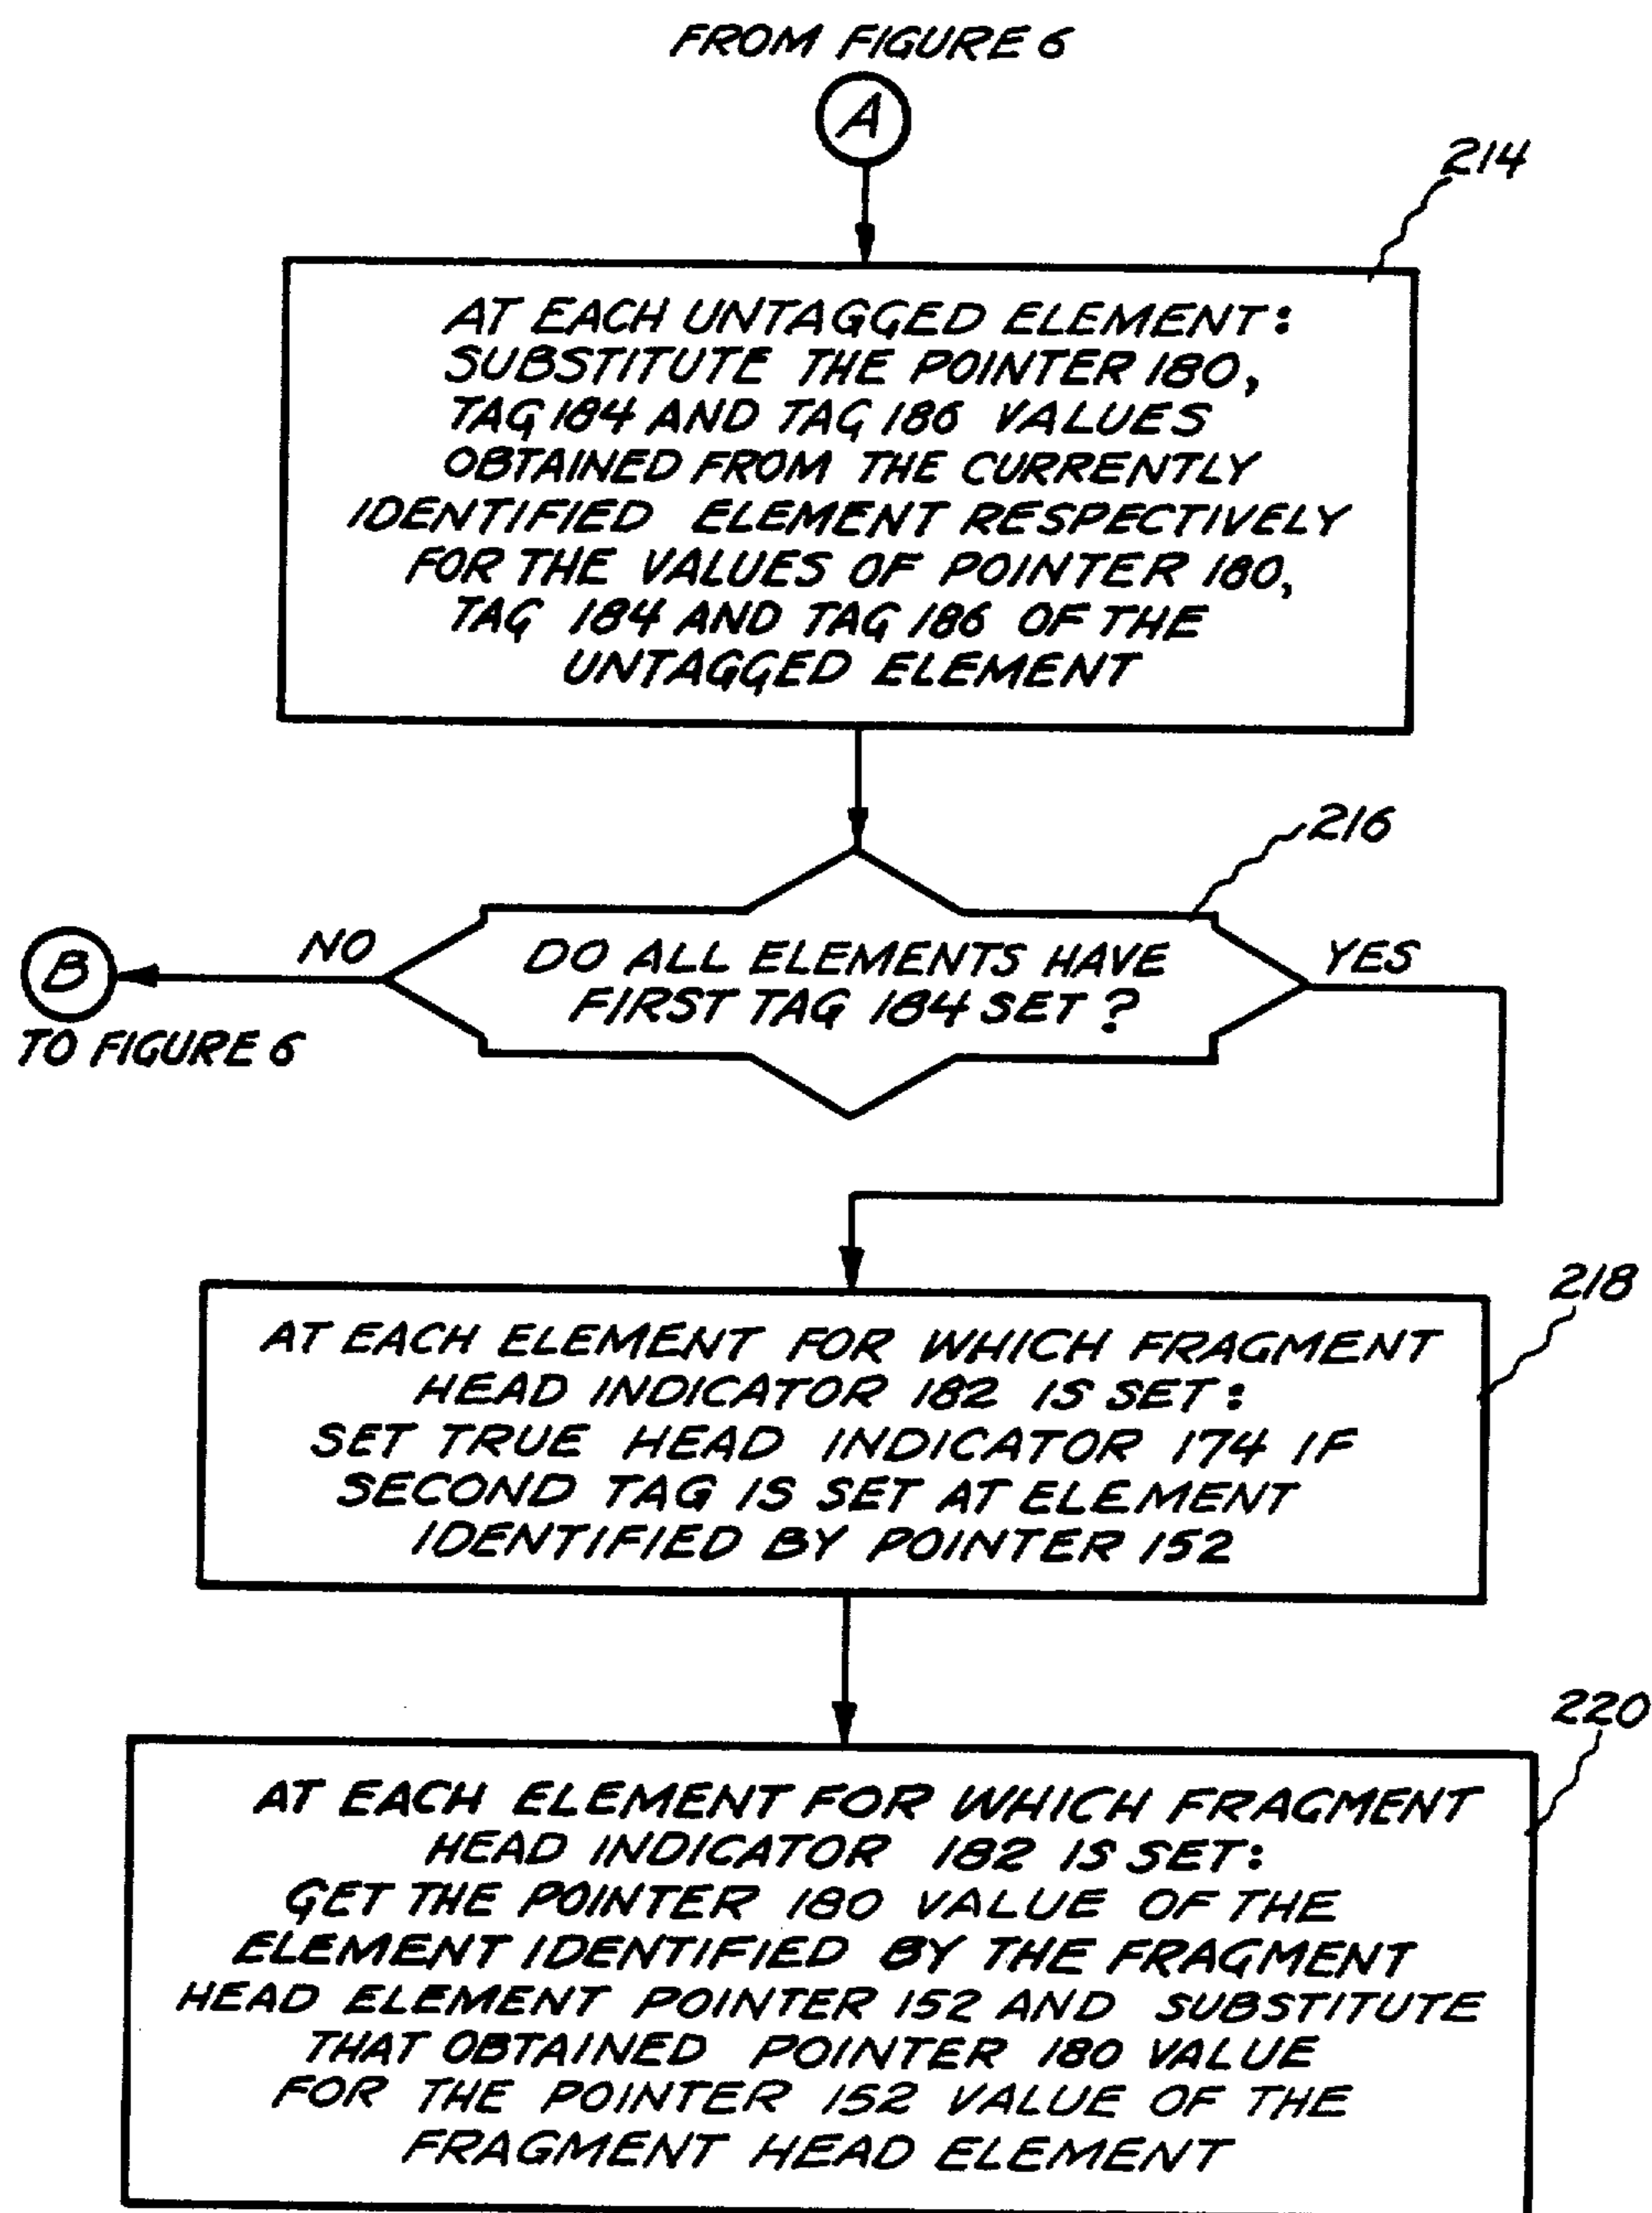 FROM FIGURE 6
A
214
AT EACH UNTAGGED ELEMENT:
SUBSTITUTE THE POINTER 180,
TAG 184 AND TAG 186 VALUES
OBTAINED FROM THE CURRENTLY
IDENTIFIED ELEMENT RESPECTIVELY
FOR THE VALUES OF POINTER 180,
TAG 184 AND TAG 186 OF THE
UNTAGGED ELEMENT
216
B
NO
DO ALL ELEMENTS HAVE
FIRST TAG 184 SET?
YES
TO FIGURE 6
218
AT EACH ELEMENT FOR WHICH FRAGMENT
HEAD INDICATOR 182 IS SET:
SET TRUE HEAD INDICATOR 174 IF
SECOND TAG IS SET AT ELEMENT
IDENTIFIED BY POINTER 152
220
AT EACH ELEMENT FOR WHICH FRAGMENT
HEAD INDICATOR 182 IS SET:
GET THE POINTER 180 VALUE OF THE
ELEMENT IDENTIFIED BY THE FRAGMENT
HEAD ELEMENT POINTER 152 AND SUBSTITUTE
THAT OBTAINED POINTER 180 VALUE
FOR THE POINTER 152 VALUE OF THE
FRAGMENT HEAD ELEMENT